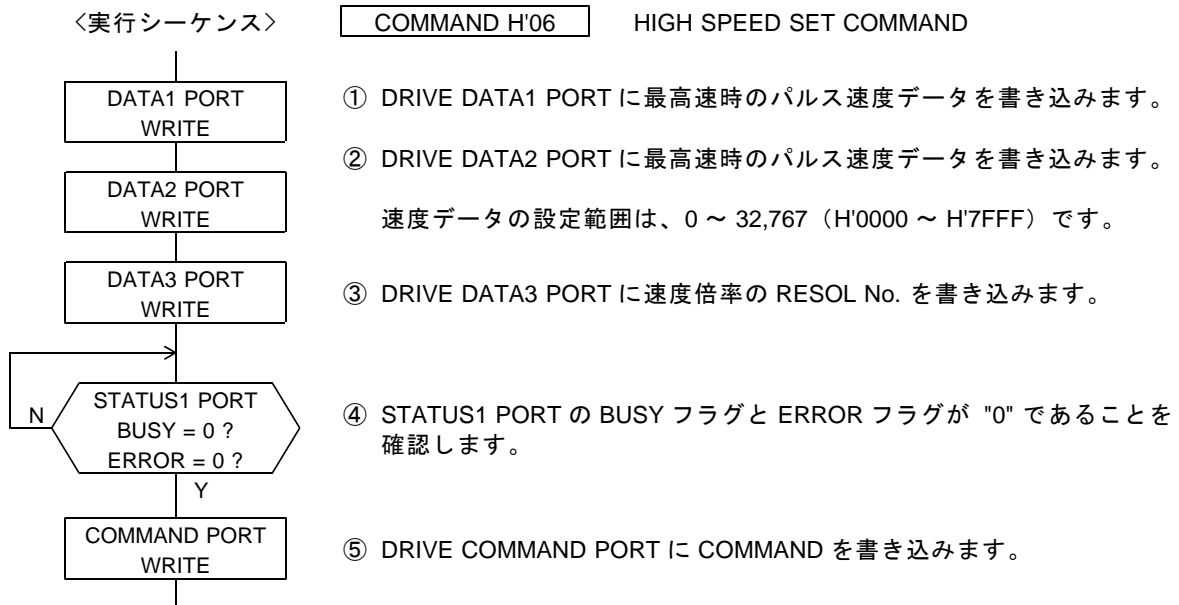 〈実行シーケンス〉
COMMAND H'06 HIGH SPEED SET COMMAND
DATA1 PORT
WRITE
① DRIVE DATA1 PORT に最高速時のパルス速度データを書き込みます。
② DRIVE DATA2 PORT に最高速時のパルス速度データを書き込みます。
DATA2 PORT
WRITE
速度データの設定範囲は、0 ～ 32,767（H'0000 ～ H'7FFF）です。
DATA3 PORT
WRITE
③ DRIVE DATA3 PORT に速度倍率の RESOL No. を書き込みます。
STATUS1 PORT
BUSY = 0 ?
ERROR = 0 ?
N
Y
④ STATUS1 PORT の BUSY フラグと ERROR フラグが "0" であることを
確認します。
COMMAND PORT
WRITE
⑤ DRIVE COMMAND PORT に COMMAND を書き込みます。